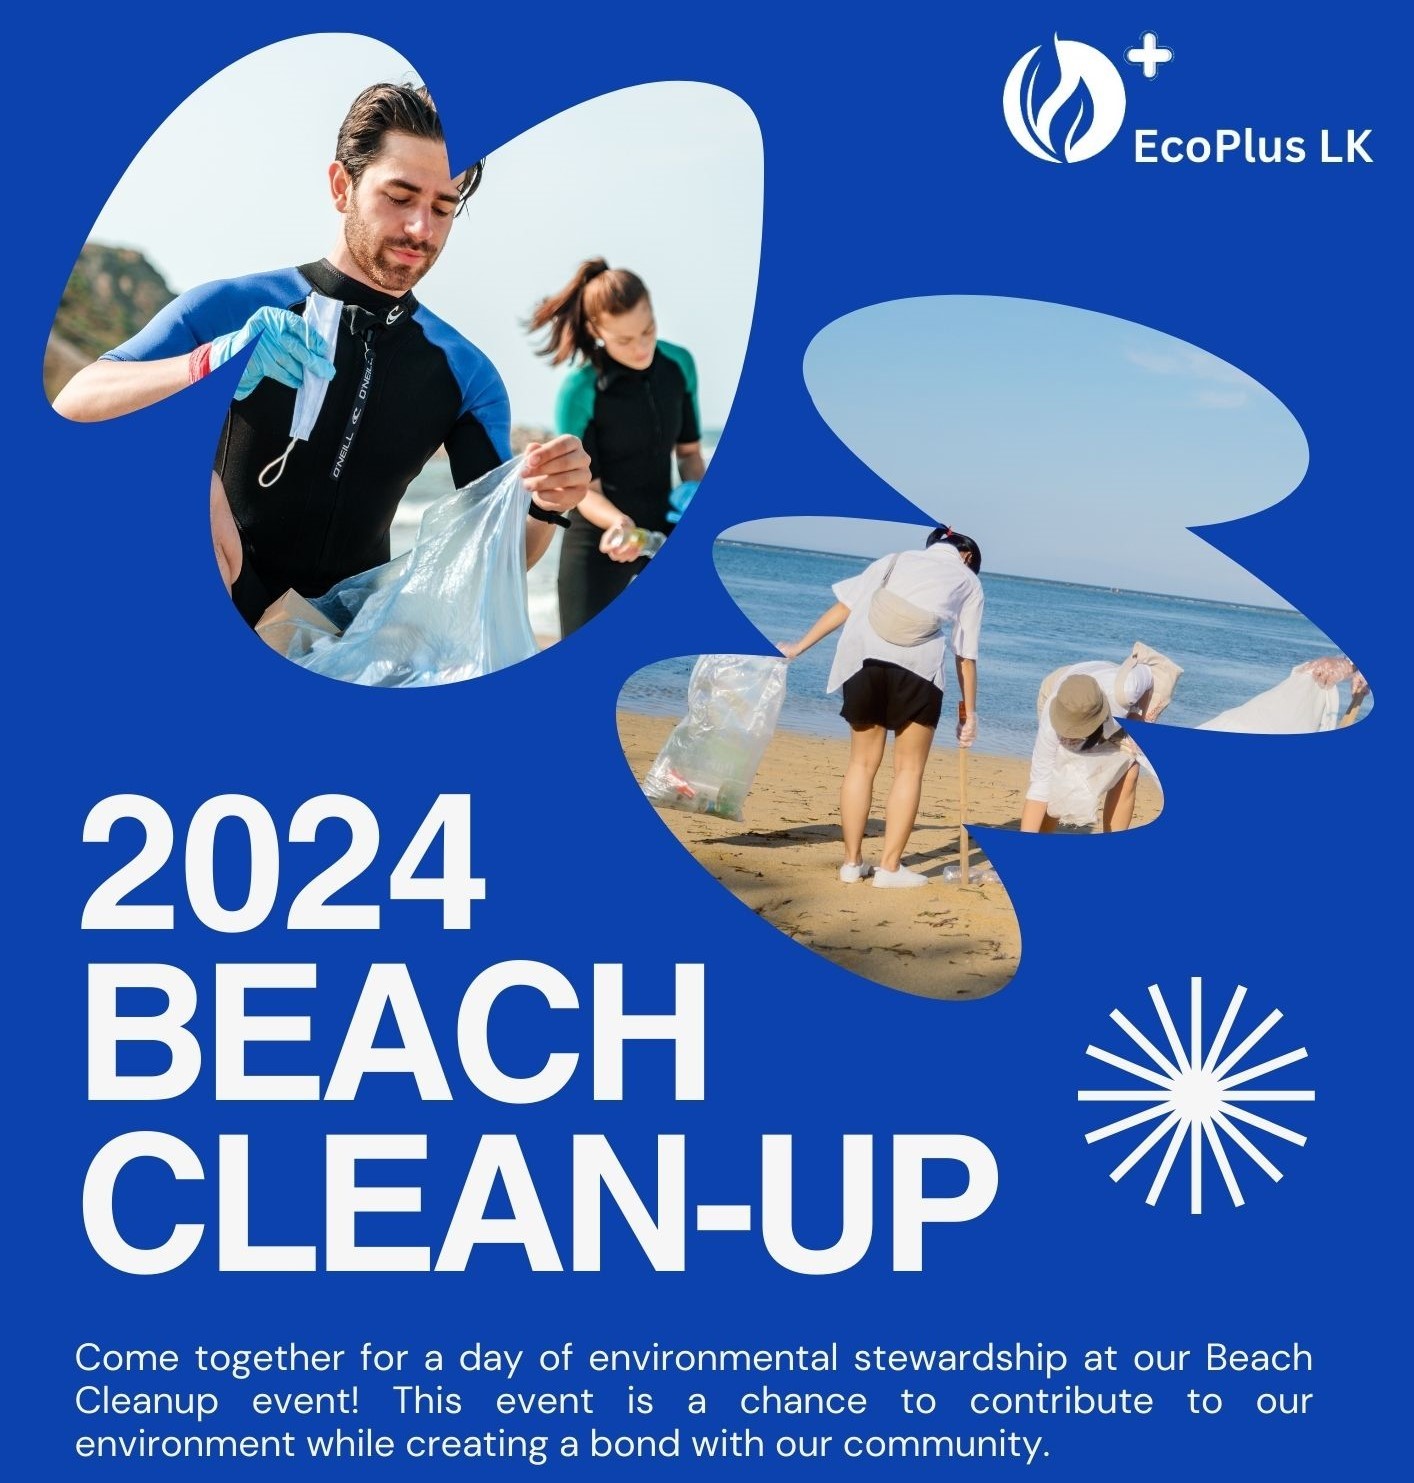 EcoPlus LK
O'NEILL
O'NEILL
2024
BEACH
CLEAN-UP
Come together for a day of environmental stewardship at our Beach
Cleanup event! This event is a chance to contribute to our
environment while creating a bond with our community.